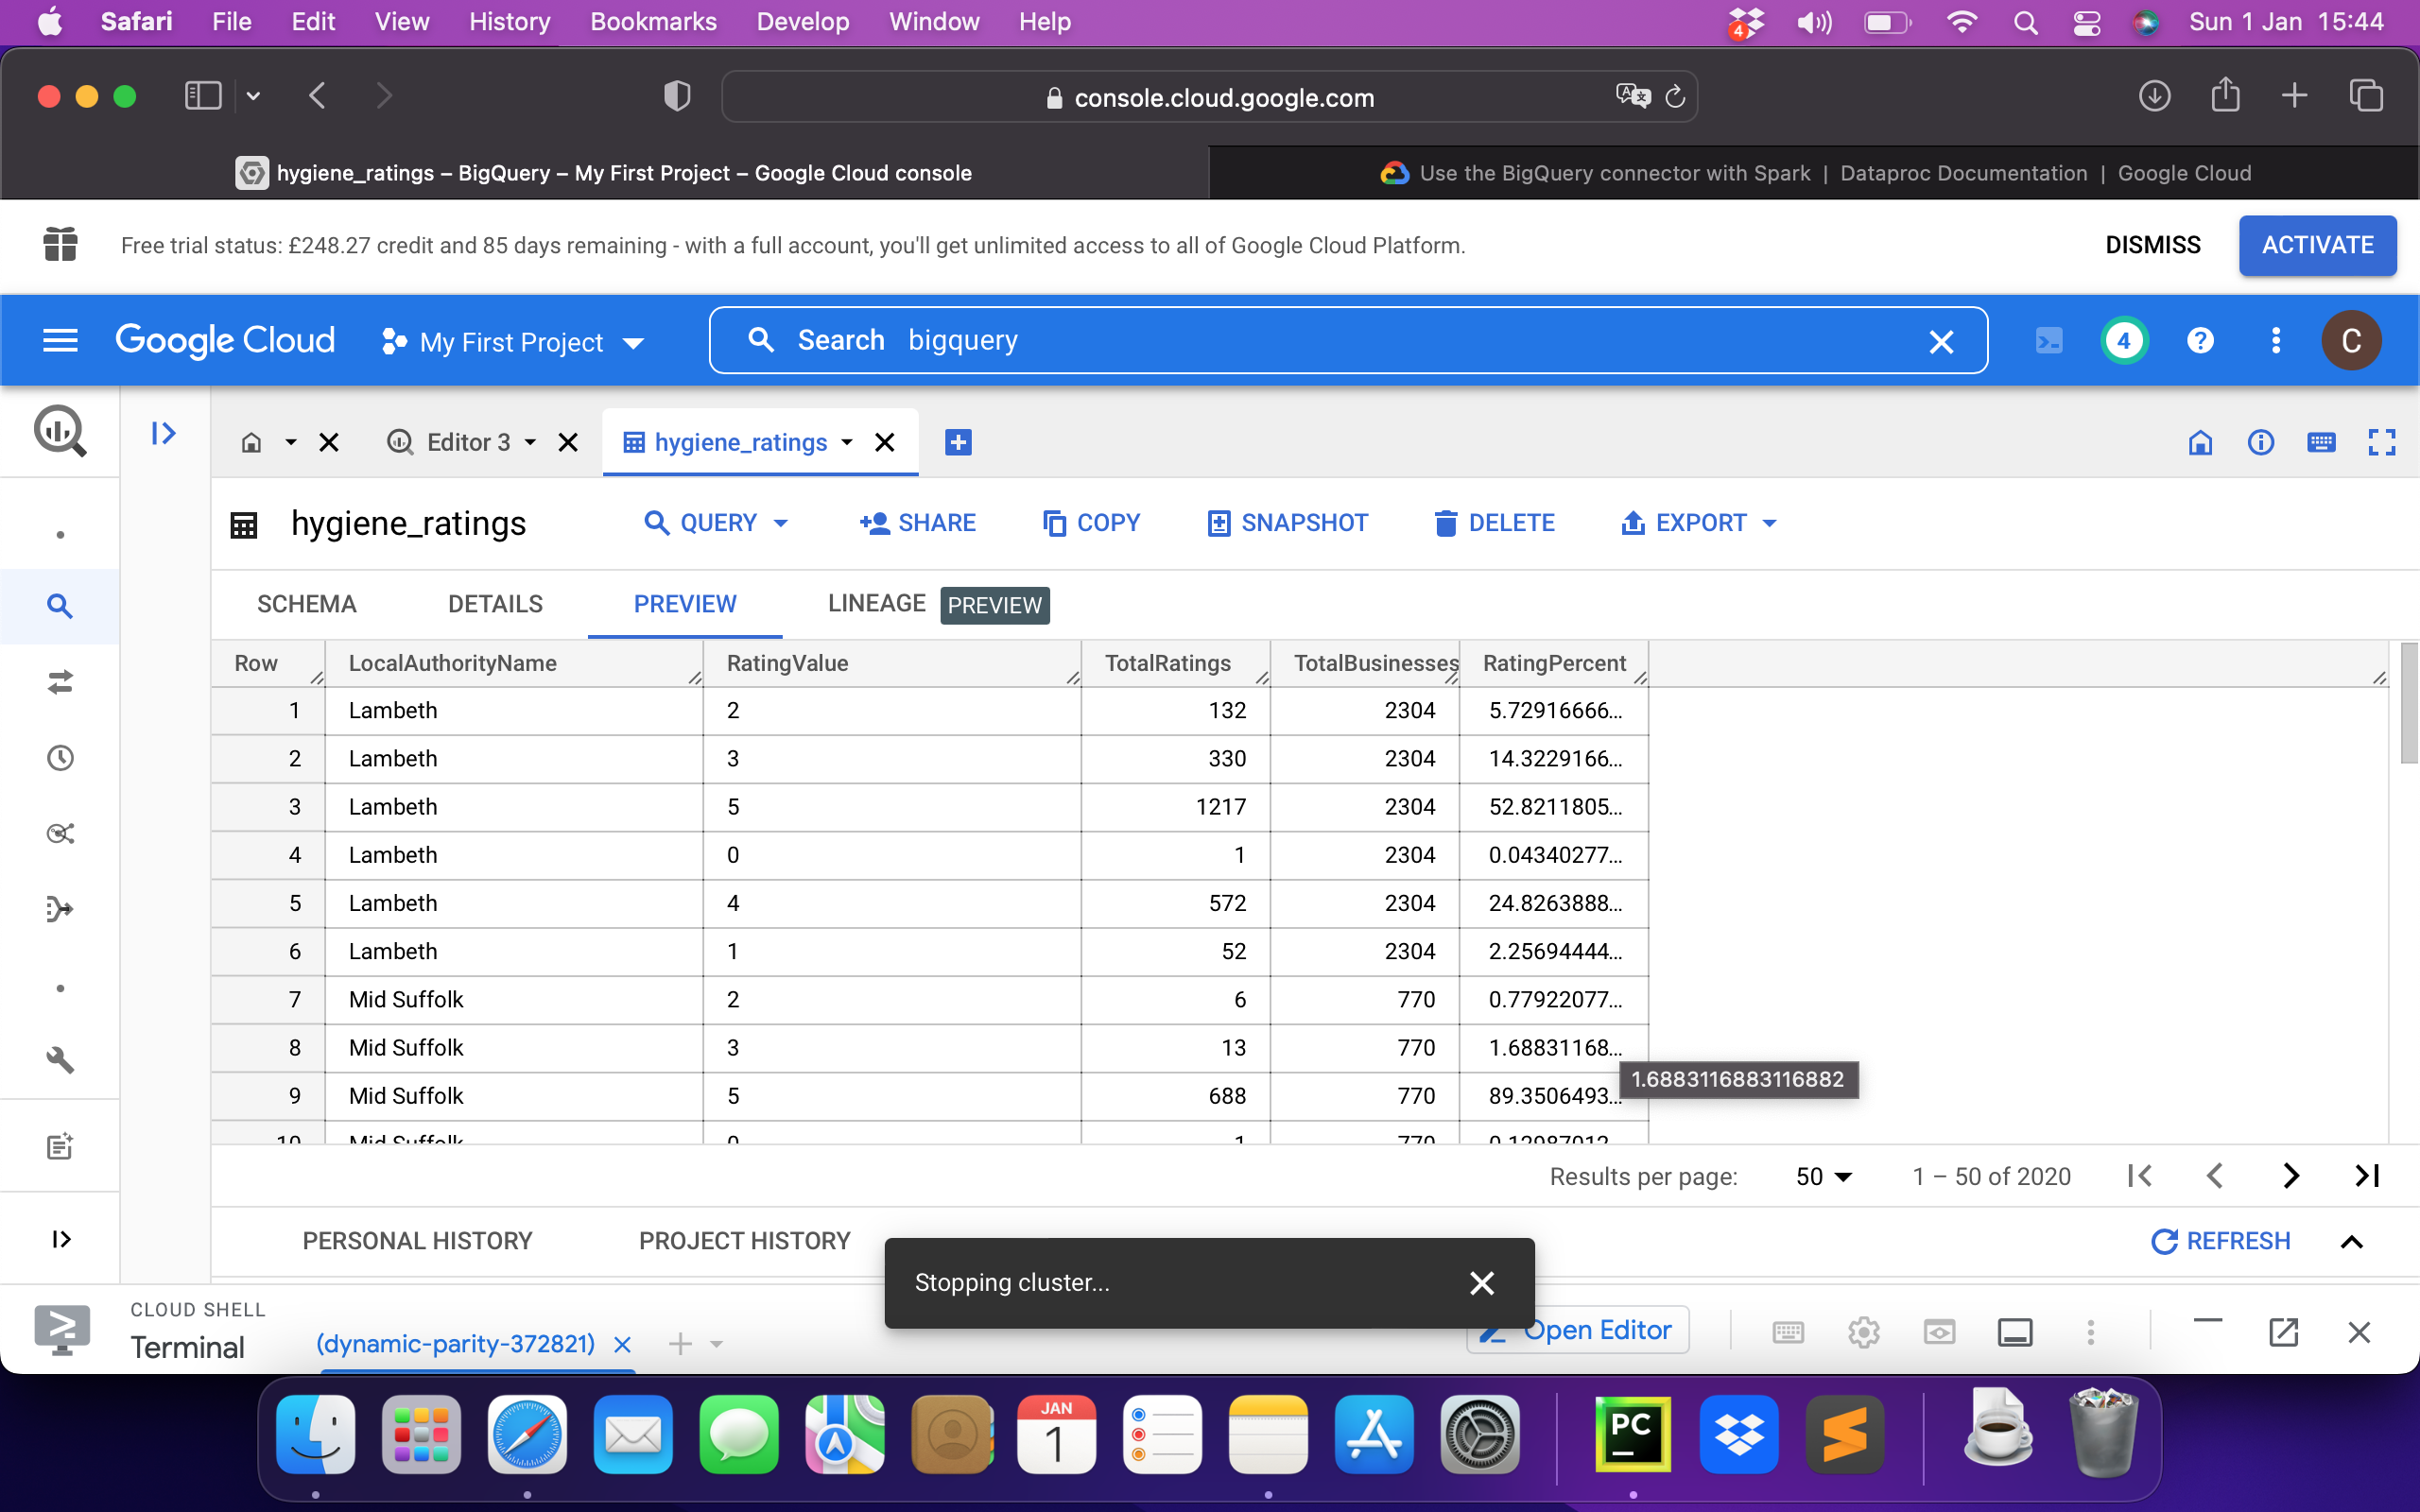 Safari File Edit View History Bookmarks Develop Window Help 4 Sun 1 Jan 15:44
console.cloud.google.com
hygiene_ratings – BigQuery – My First Project – Google Cloud console Use the BigQuery connector with Spark | Dataproc Documentation | Google Cloud
Free trial status: £248.27 credit and 85 days remaining - with a full account, you'll get unlimited access to all of Google Cloud Platform. DISMISS ACTIVATE
Google Cloud My First Project Search bigquery 4 ? C
Editor 3 hygiene_ratings
hygiene_ratings QUERY SHARE COPY SNAPSHOT DELETE EXPORT
SCHEMA DETAILS PREVIEW LINEAGE PREVIEW
Row LocalAuthorityName RatingValue TotalRatings TotalBusinesses RatingPercent
1 Lambeth 2 132 2304 5.72916666...
2 Lambeth 3 330 2304 14.3229166...
3 Lambeth 5 1217 2304 52.8211805...
4 Lambeth 0 1 2304 0.04340277...
5 Lambeth 4 572 2304 24.8263888...
6 Lambeth 1 52 2304 2.25694444...
7 Mid Suffolk 2 6 770 0.77922077...
8 Mid Suffolk 3 13 770 1.68831168...
1.6883116883116882
9 Mid Suffolk 5 688 770 89.3506493...
10 Mid Suffolk 0 1 770 0.12987012...
Results per page: 50 1 – 50 of 2020
PERSONAL HISTORY PROJECT HISTORY REFRESH
Stopping cluster...
CLOUD SHELL
Terminal (dynamic-parity-372821) Open Editor
JAN
1
PC